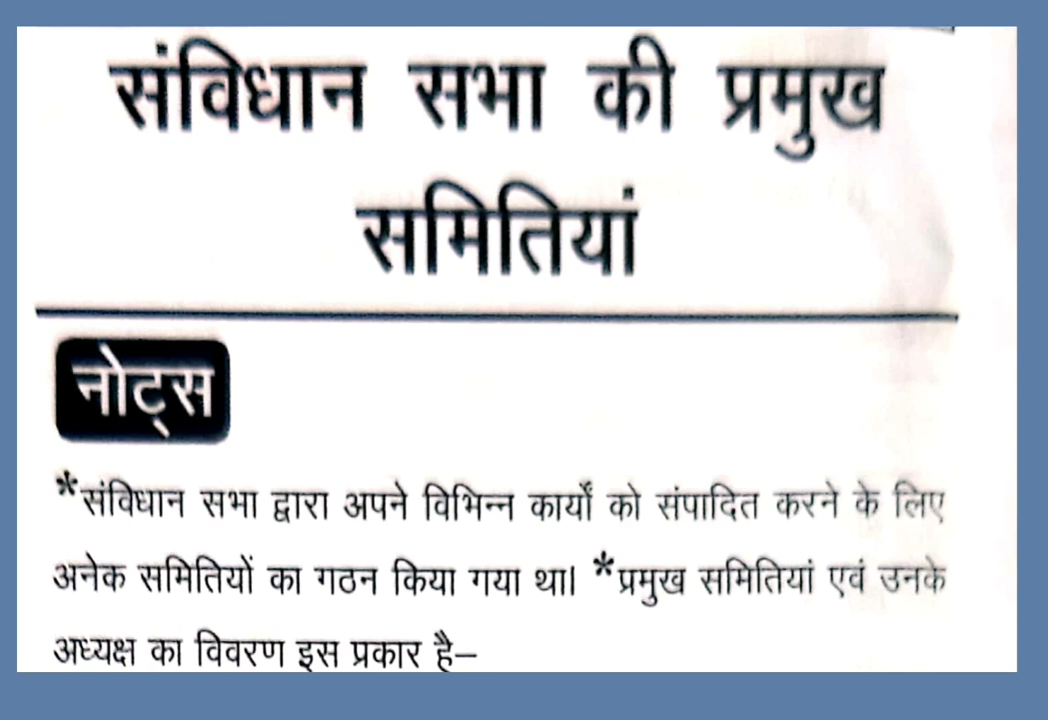 संविधान सभा की प्रमुख
समितियां
नोट्स
*संविधान सभा द्वारा अपने विभिन्न कार्यों को संपादित करने के लिए
अनेक समितियों का गठन किया गया था। *प्रमुख समितियां एवं उनके
अध्यक्ष का विवरण इस प्रकार है–